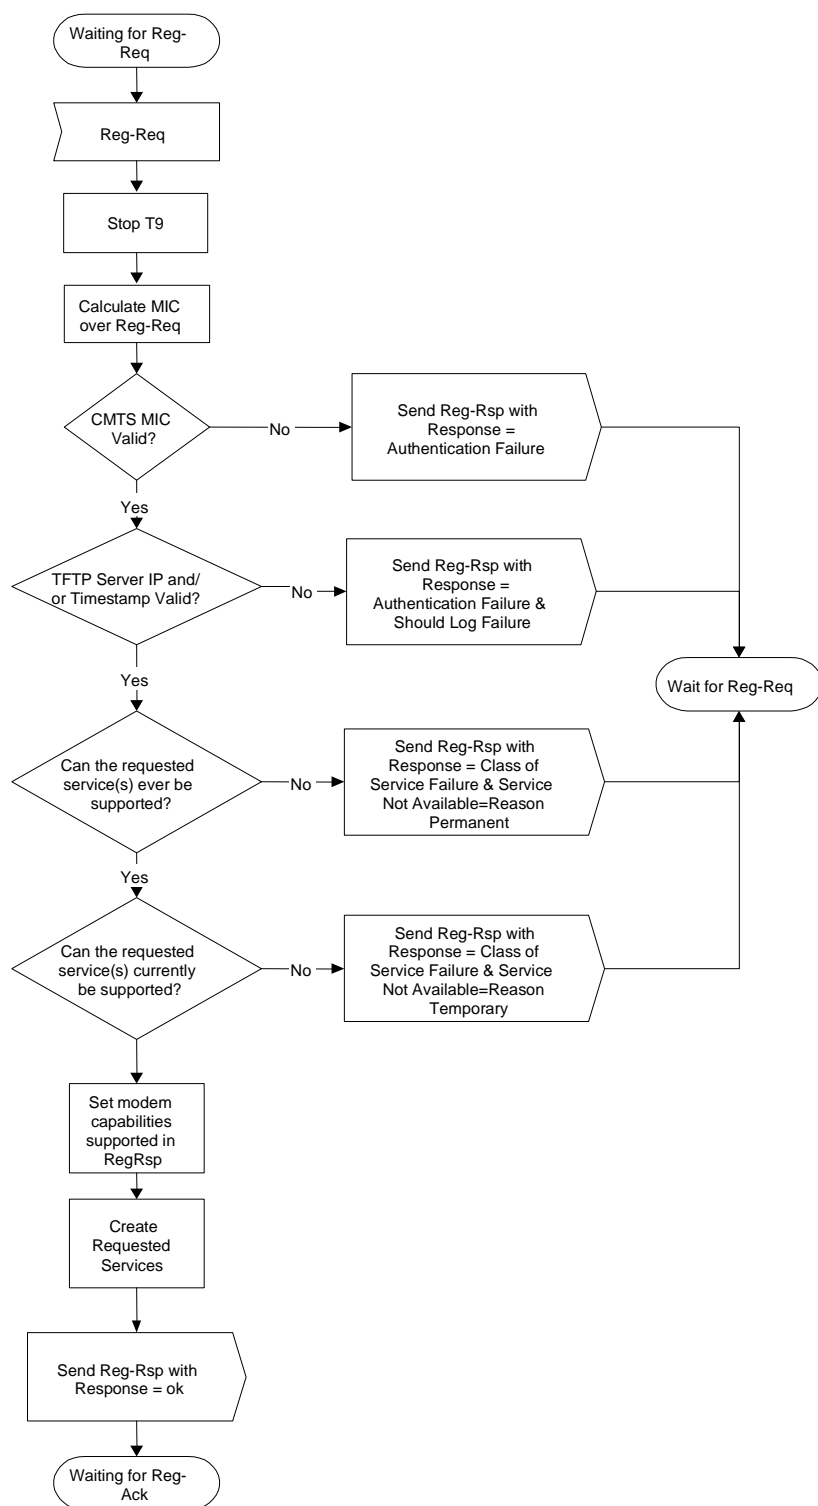 Waiting for Reg-
Req
Reg-Req
Stop T9
Calculate MIC
over Reg-Req
CMTS MIC
Valid?
No
Send Reg-Rsp with
Response =
Authentication Failure
Yes
TFTP Server IP and/
or Timestamp Valid?
No
Send Reg-Rsp with
Response =
Authentication Failure &
Should Log Failure
Wait for Reg-Req
Yes
Can the requested
service(s) ever be
supported?
No
Send Reg-Rsp with
Response = Class of
Service Failure & Service
Not Available=Reason
Permanent
Yes
Can the requested
service(s) currently
be supported?
No
Send Reg-Rsp with
Response = Class of
Service Failure & Service
Not Available=Reason
Temporary
Set modem
capabilities
supported in
RegRsp
Create
Requested
Services
Send Reg-Rsp with
Response = ok
Waiting for Reg-
Ack